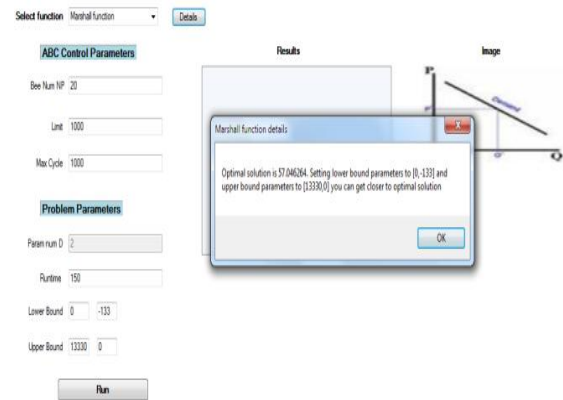 Select function Marshall function Details
ABC Control Parameters
Results
Image
Bee Num NP 20
Limit 1000
Max Cycle 1000
Problem Parameters
Param num D 2
Runtime 150
Lower Bound 0 -133
Upper Bound 13330 0
Run
Marshall function details
Optimal solution is 57.046264. Setting lower bound parameters to [0,-133] and
upper bound parameters to [13330,0] you can get closer to optimal solution
OK
P
Demand
Q